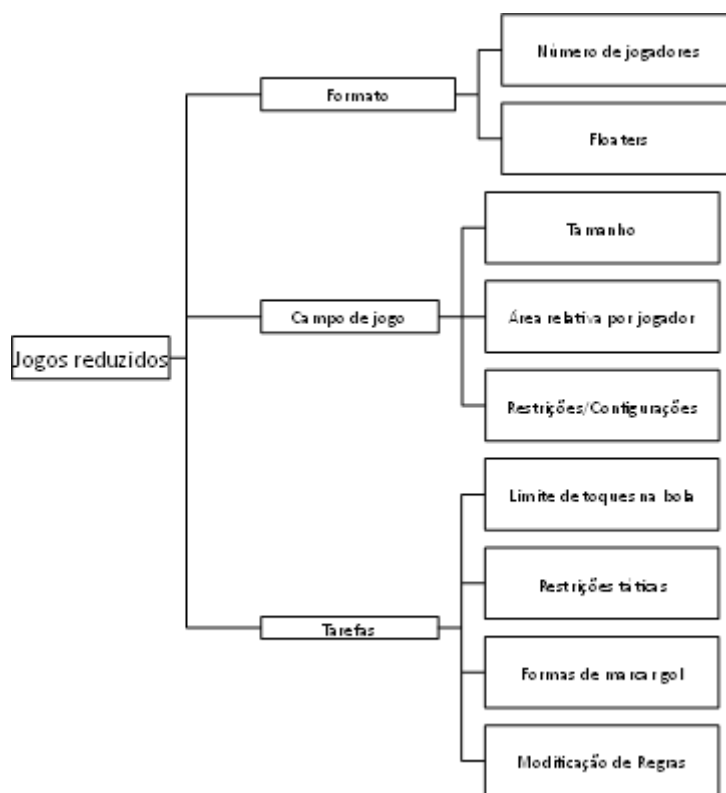 Jogos reduzidos
Formato
Número de jogadores
Floaters
Campo de jogo
Tamanho
Área relativa por jogador
Restrições/Configurações
Tarefas
Limite de toques na bola
Restrições táticas
Formas de marcar gol
Modificação de Regras